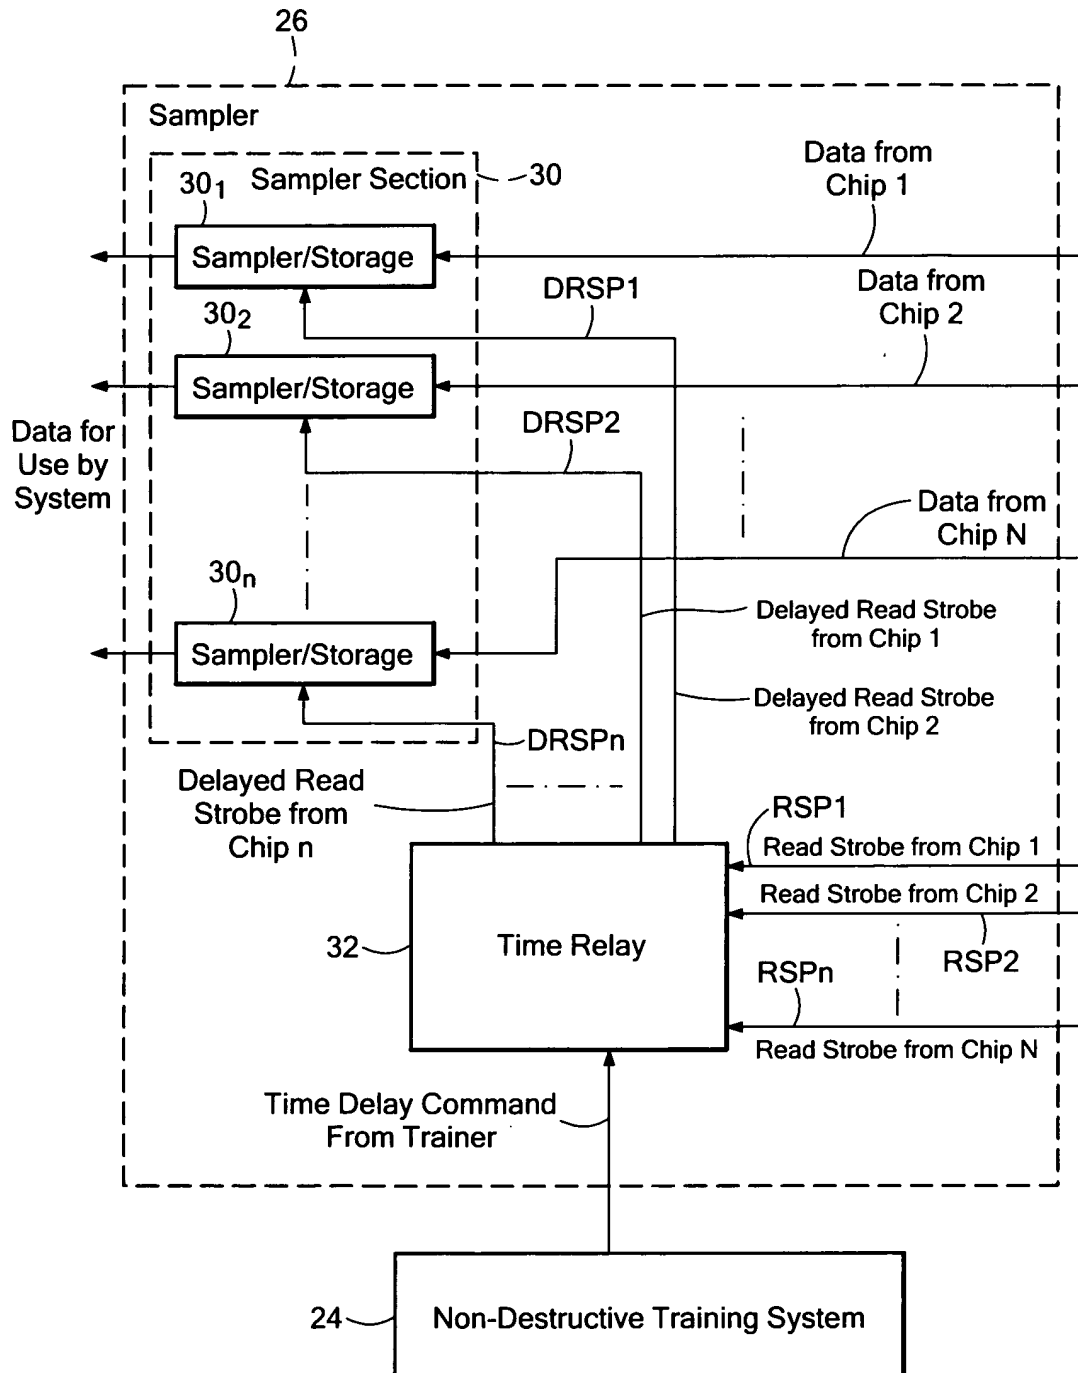 26
Sampler
Sampler Section
30
30₁
Sampler/Storage
Data from
Chip 1
DRSP1
Data from
Chip 2
30₂
Sampler/Storage
DRSP2
Data for
Use by
System
Data from
Chip N
30ₙ
Sampler/Storage
Delayed Read Strobe
from Chip 1
Delayed Read Strobe
from Chip 2
DRSPn
Delayed Read
Strobe from
Chip n
RSP1
Read Strobe from Chip 1
Read Strobe from Chip 2
RSP2
32
Time Relay
RSPn
Read Strobe from Chip N
Time Delay Command
From Trainer
24
Non-Destructive Training System